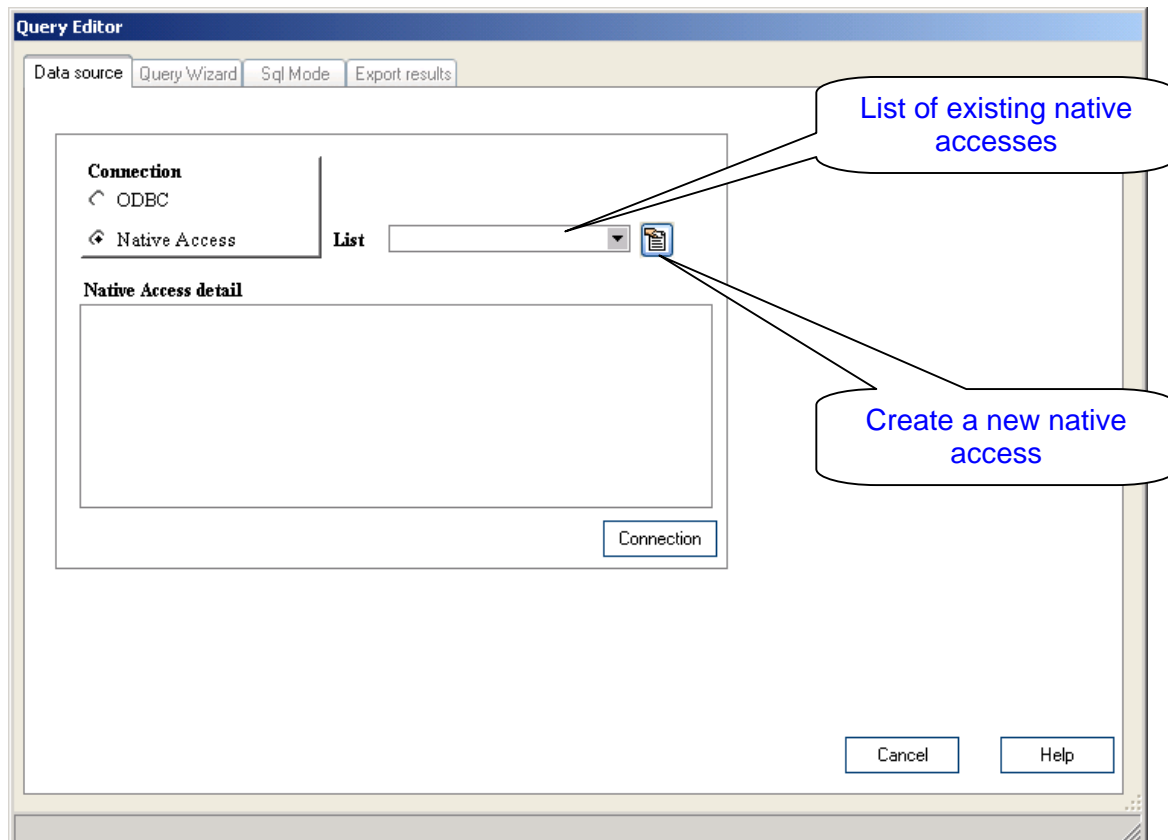 Query Editor
Data source Query Wizard Sql Mode Export results
List of existing native
accesses
Connection
ODBC
Native Access List
Native Access detail
Create a new native
access
Connection
Cancel Help